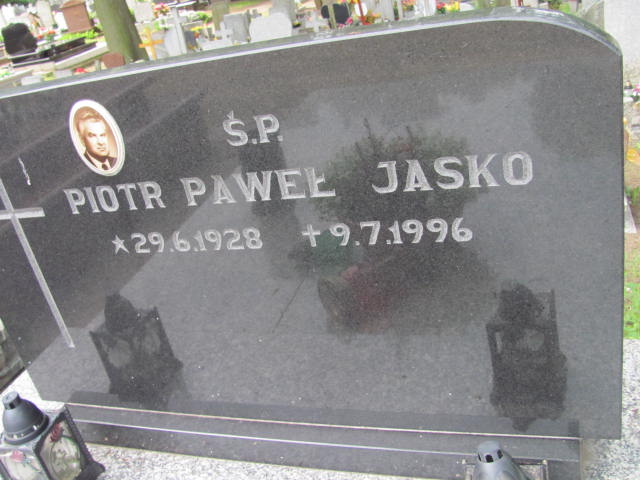 Ś.P.
PIOTR PAWEŁ JASKO
★29.6.1928 ✝9.7.1996